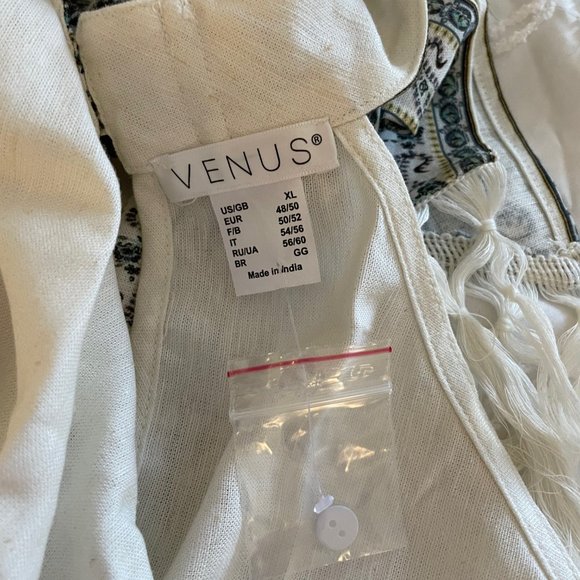 VENUS®
US/GB XL
EUR 48/50
F/B 50/52
IT 54/56
RU/UA 56/60
BR GG
Made in India